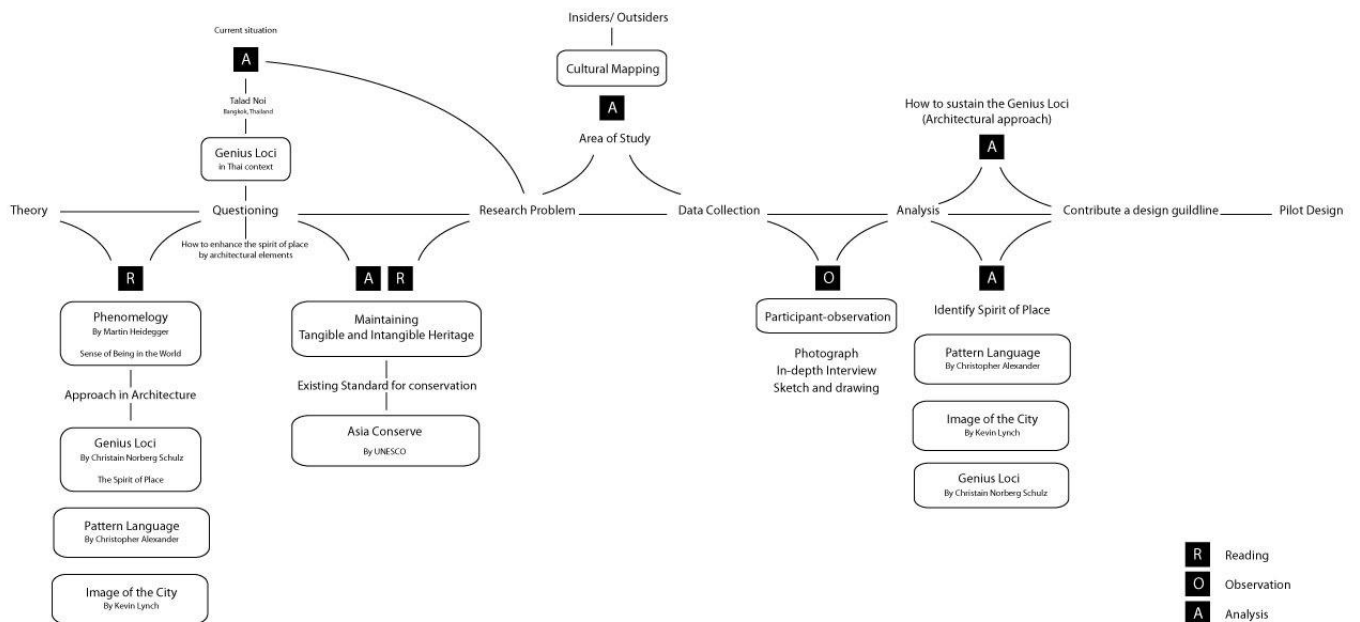 Insiders/ Outsiders
Current situation
A
Cultural Mapping
Talad Noi
Bangkok, Thailand
A
How to sustain the Genius Loci
(Architectural approach)
Area of Study
A
Genius Loci
in Thai context
Theory
Questioning
Research Problem
Data Collection
Analysis
Contribute a design guildline
Pilot Design
How to enhance the spirit of place
by architectural elements
R
A
R
O
A
Phenomelogy
By Martin Heidegger
Sense of Being in the World
Approach in Architecture
Genius Loci
By Christain Norberg Schulz
The Spirit of Place
Pattern Language
By Christopher Alexander
Image of the City
By Kevin Lynch
Maintaining
Tangible and Intangible Heritage
Existing Standard for conservation
Asia Conserve
By UNESCO
Participant-observation
Photograph
In-depth Interview
Sketch and drawing
Identify Spirit of Place
Pattern Language
By Christopher Alexander
Image of the City
By Kevin Lynch
Genius Loci
By Christain Norberg Schulz
R Reading
O Observation
A Analysis